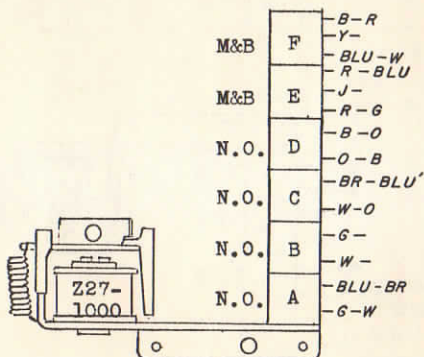 B-R
M&B F Y-
BLU-W
R-BLU
M&B E J-
R-G
N.O. D B-O
O-B
N.O. C BR-BLU'
W-O
N.O. B G-
W-
N.O. A BLU-BR
G-W
Z27-
1000